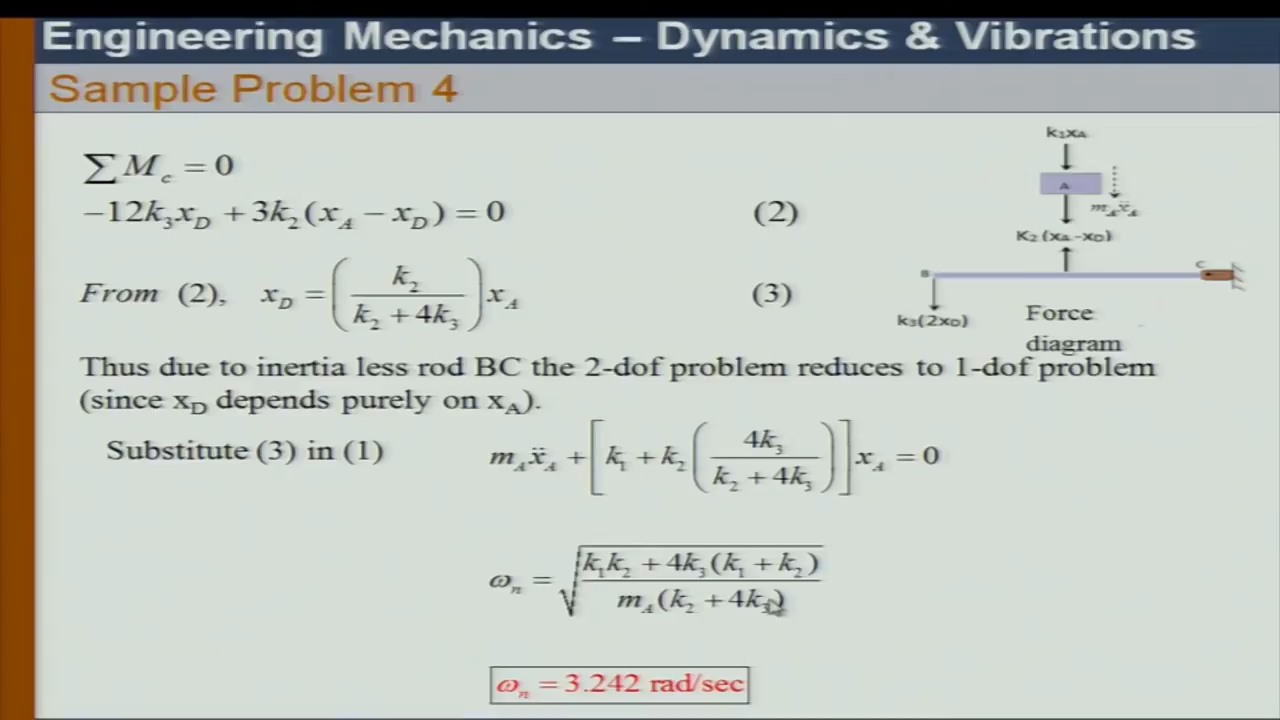 Engineering Mechanics – Dynamics & Vibrations
Sample Problem 4
∑M_c = 0
−12k₃x_D + 3k₂(x_A − x_D) = 0 (2)
From (2), x_D = (k₂ / (k₂ + 4k₃)) x_A (3)
Thus due to inertia less rod BC the 2-dof problem reduces to 1-dof problem
(since x_D depends purely on x_A).
Substitute (3) in (1) m_A ẍ_A + [k₁ + k₂ (4k₃ / (k₂ + 4k₃))] x_A = 0
ω_n = √((k₁k₂ + 4k₃(k₁ + k₂)) / (m_A(k₂ + 4k₃)))
ω_n = 3.242 rad/sec
k₁x_A
A
m_A ẍ_A
K₂(x_A -x_D)
B
C
k₃(2x_D)
Force
diagram